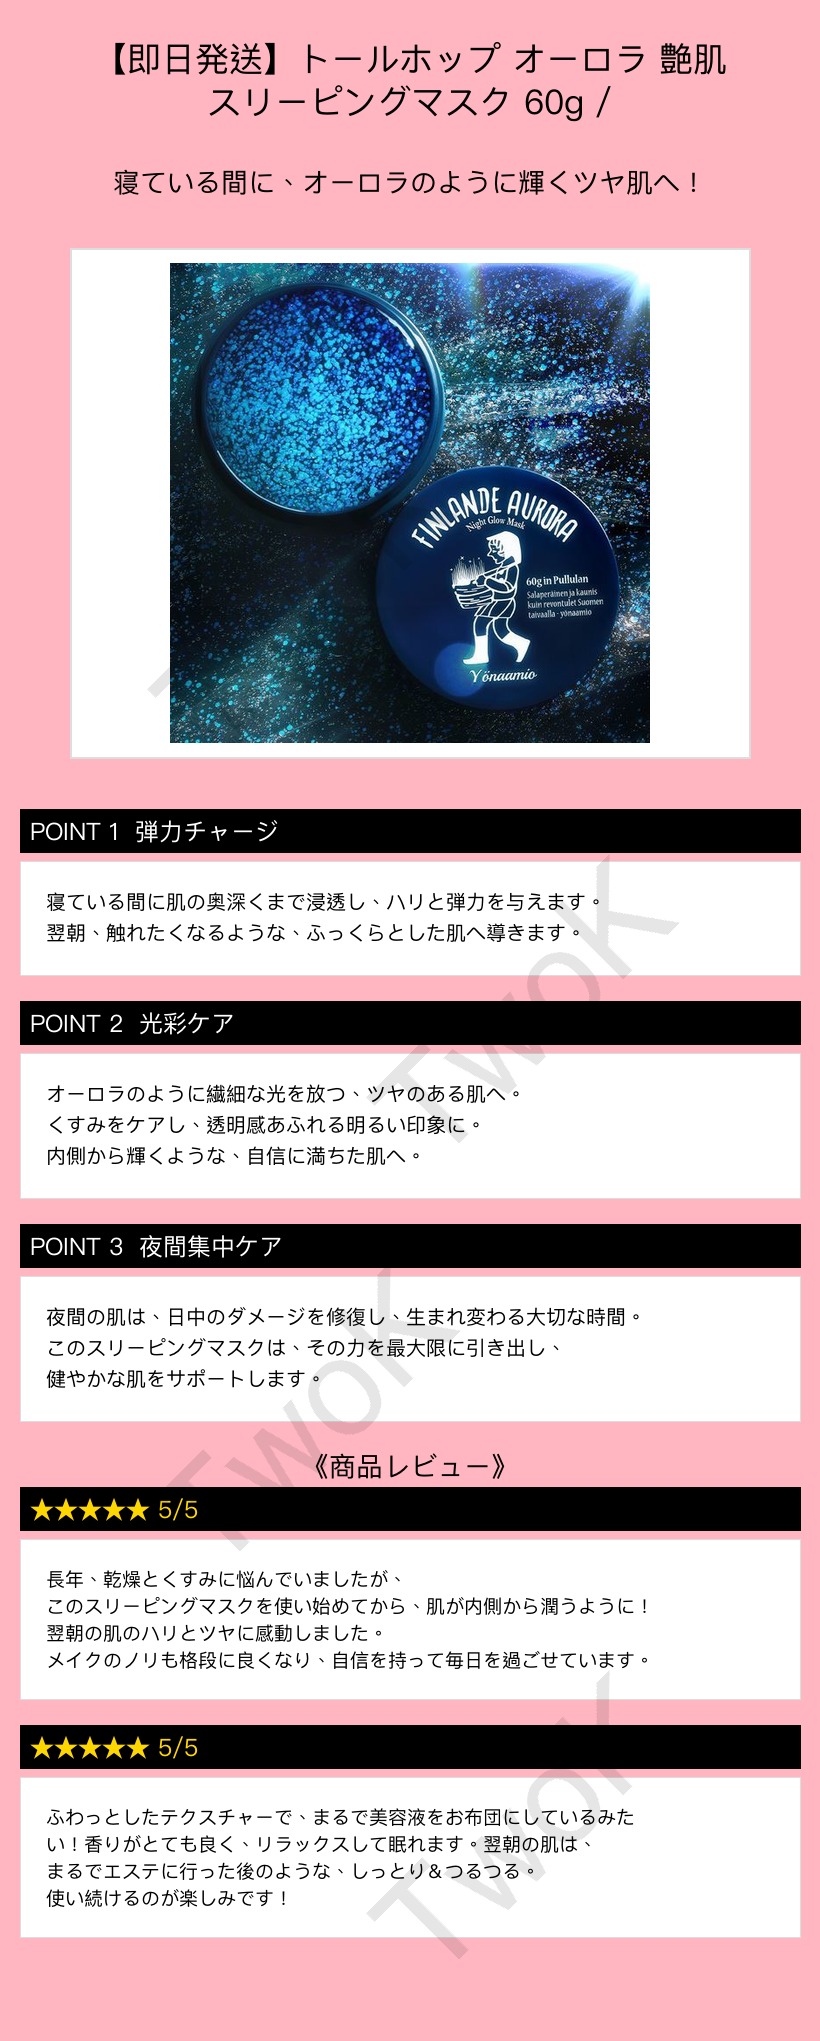 【即日発送】トールホップ オーロラ 艶肌
スリーピングマスク 60g /
寝ている間に、オーロラのように輝くツヤ肌へ！
FINLANDE AURORA
Night Glow Mask
60g in Pullulan
Salaperäinen ja kaunis
kuin revontulet Suomen
taivaalla - yönaamio
Yönaamio
POINT 1 弾力チャージ
寝ている間に肌の奥深くまで浸透し、ハリと弾力を与えます。
翌朝、触れたくなるような、ふっくらとした肌へ導きます。
TwoK
POINT 2 光彩ケア
オーロラのように繊細な光を放つ、ツヤのある肌へ。
くすみをケアし、透明感あふれる明るい印象に。
内側から輝くような、自信に満ちた肌へ。
POINT 3 夜間集中ケア
夜間の肌は、日中のダメージを修復し、生まれ変わる大切な時間。
このスリーピングマスクは、その力を最大限に引き出し、
健やかな肌をサポートします。
TwoK
《商品レビュー》
★★★★★ 5/5
長年、乾燥とくすみに悩んでいましたが、
このスリーピングマスクを使い始めてから、肌が内側から潤うように！
翌朝の肌のハリとツヤに感動しました。
メイクのノリも格段に良くなり、自信を持って毎日を過ごせています。
★★★★★ 5/5
ふわっとしたテクスチャーで、まるで美容液をお布団にしているみた
い！香りがとても良く、リラックスして眠れます。翌朝の肌は、
まるでエステに行った後のような、しっとり＆つるつる。
使い続けるのが楽しみです！
TwoK